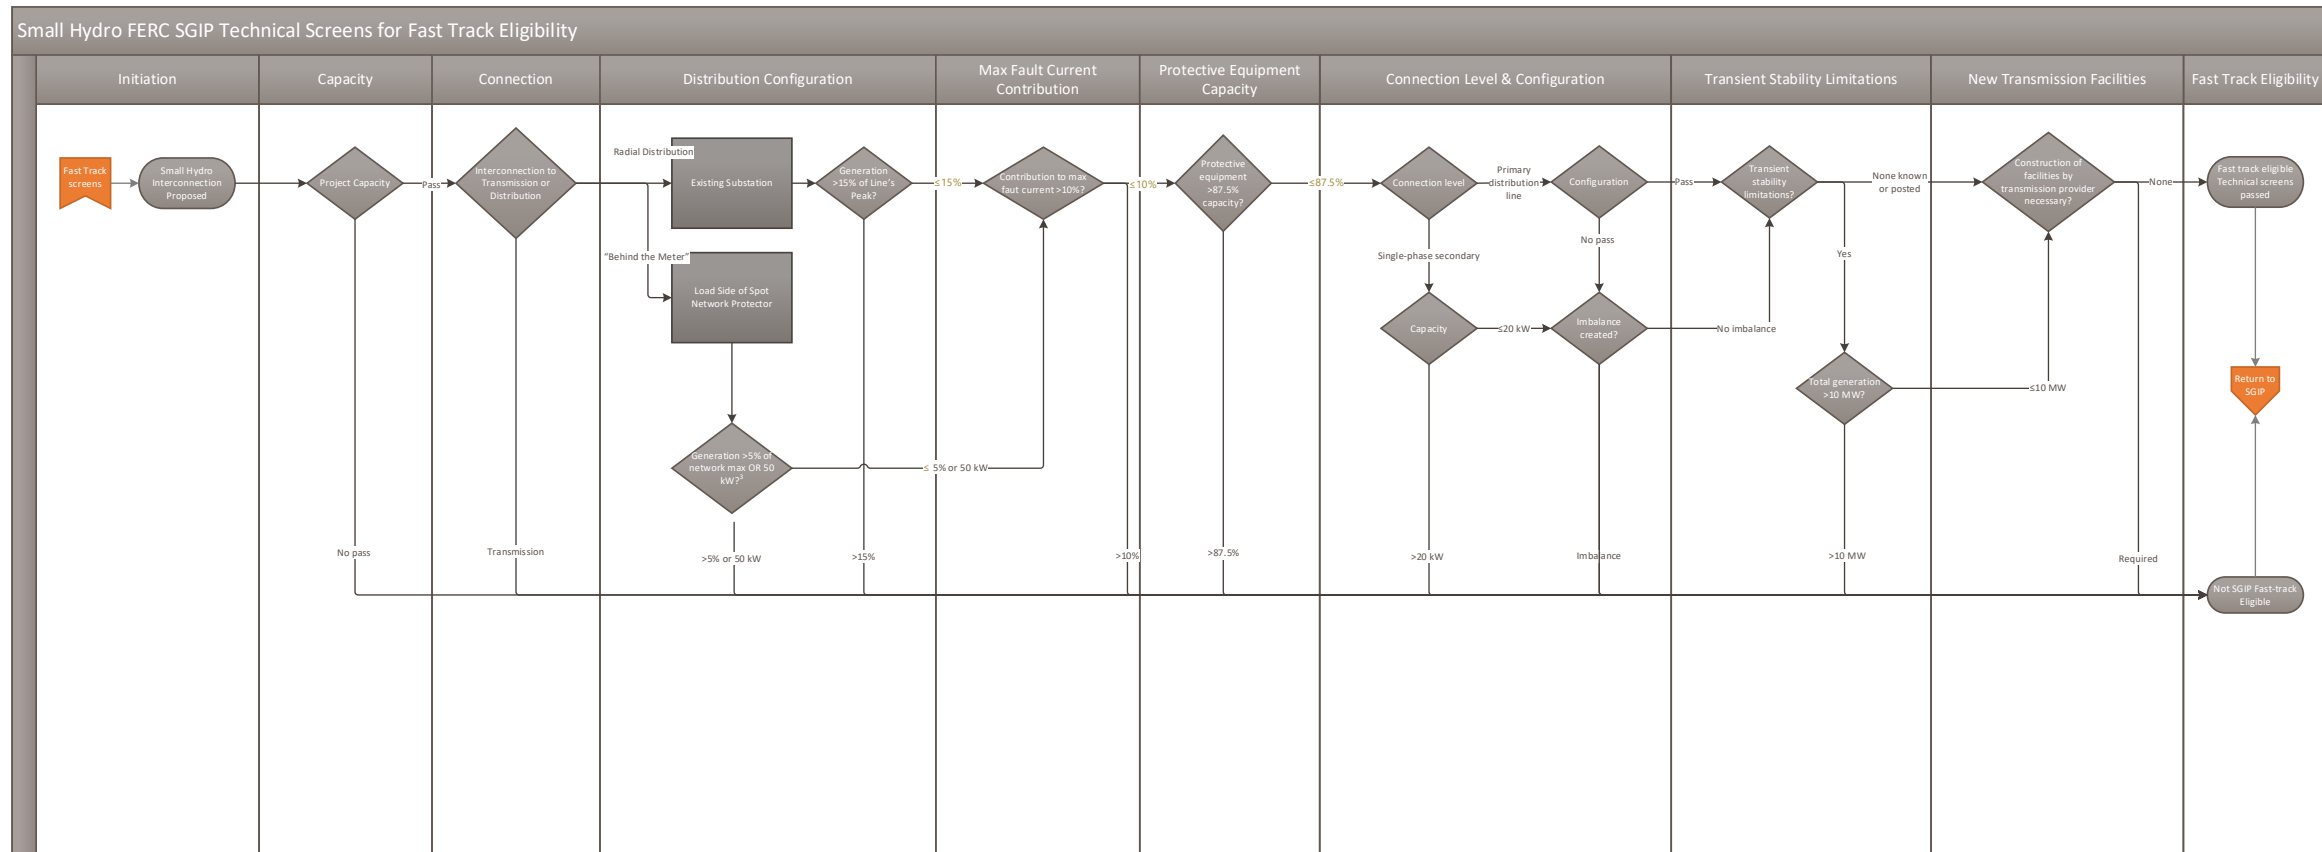 Small Hydro FERC SGIP Technical Screens for Fast Track Eligibility
Initiation
Capacity
Connection
Distribution Configuration
Max Fault Current
Contribution
Protective Equipment
Capacity
Connection Level & Configuration
Transient Stability Limitations
New Transmission Facilities
Fast Track Eligibility
Fast Track
screens
Small Hydro
Interconnection
Proposed
Project Capacity
Pass
Interconnection to
Transmission or
Distribution
Radial Distribution
Existing Substation
Generation
>15% of Line's
Peak?
≤15%
Contribution to max
faut current >10%?
≤10%
Protective
equipment
>87.5%
capacity?
≤87.5%
Connection level
Primary
distribution
line
Configuration
Pass
Transient
stability
limitations?
None known
or posted
Construction of
facilities by
transmission provider
necessary?
None
Fast track eligible
Technical screens
passed
"Behind the Meter"
Load Side of Spot
Network Protector
Single-phase secondary
No pass
Yes
Capacity
≤20 kW
Imbalance
created?
No imbalance
Total generation
>10 MW?
≤10 MW
Return to
SGIP
Generation >5% of
network max OR 50
kW?3
≤ 5% or 50 kW
No pass
Transmission
>5% or 50 kW
>15%
>10%
>87.5%
>20 kW
Imbalance
>10 MW
Required
Not SGIP Fast-track
Eligible